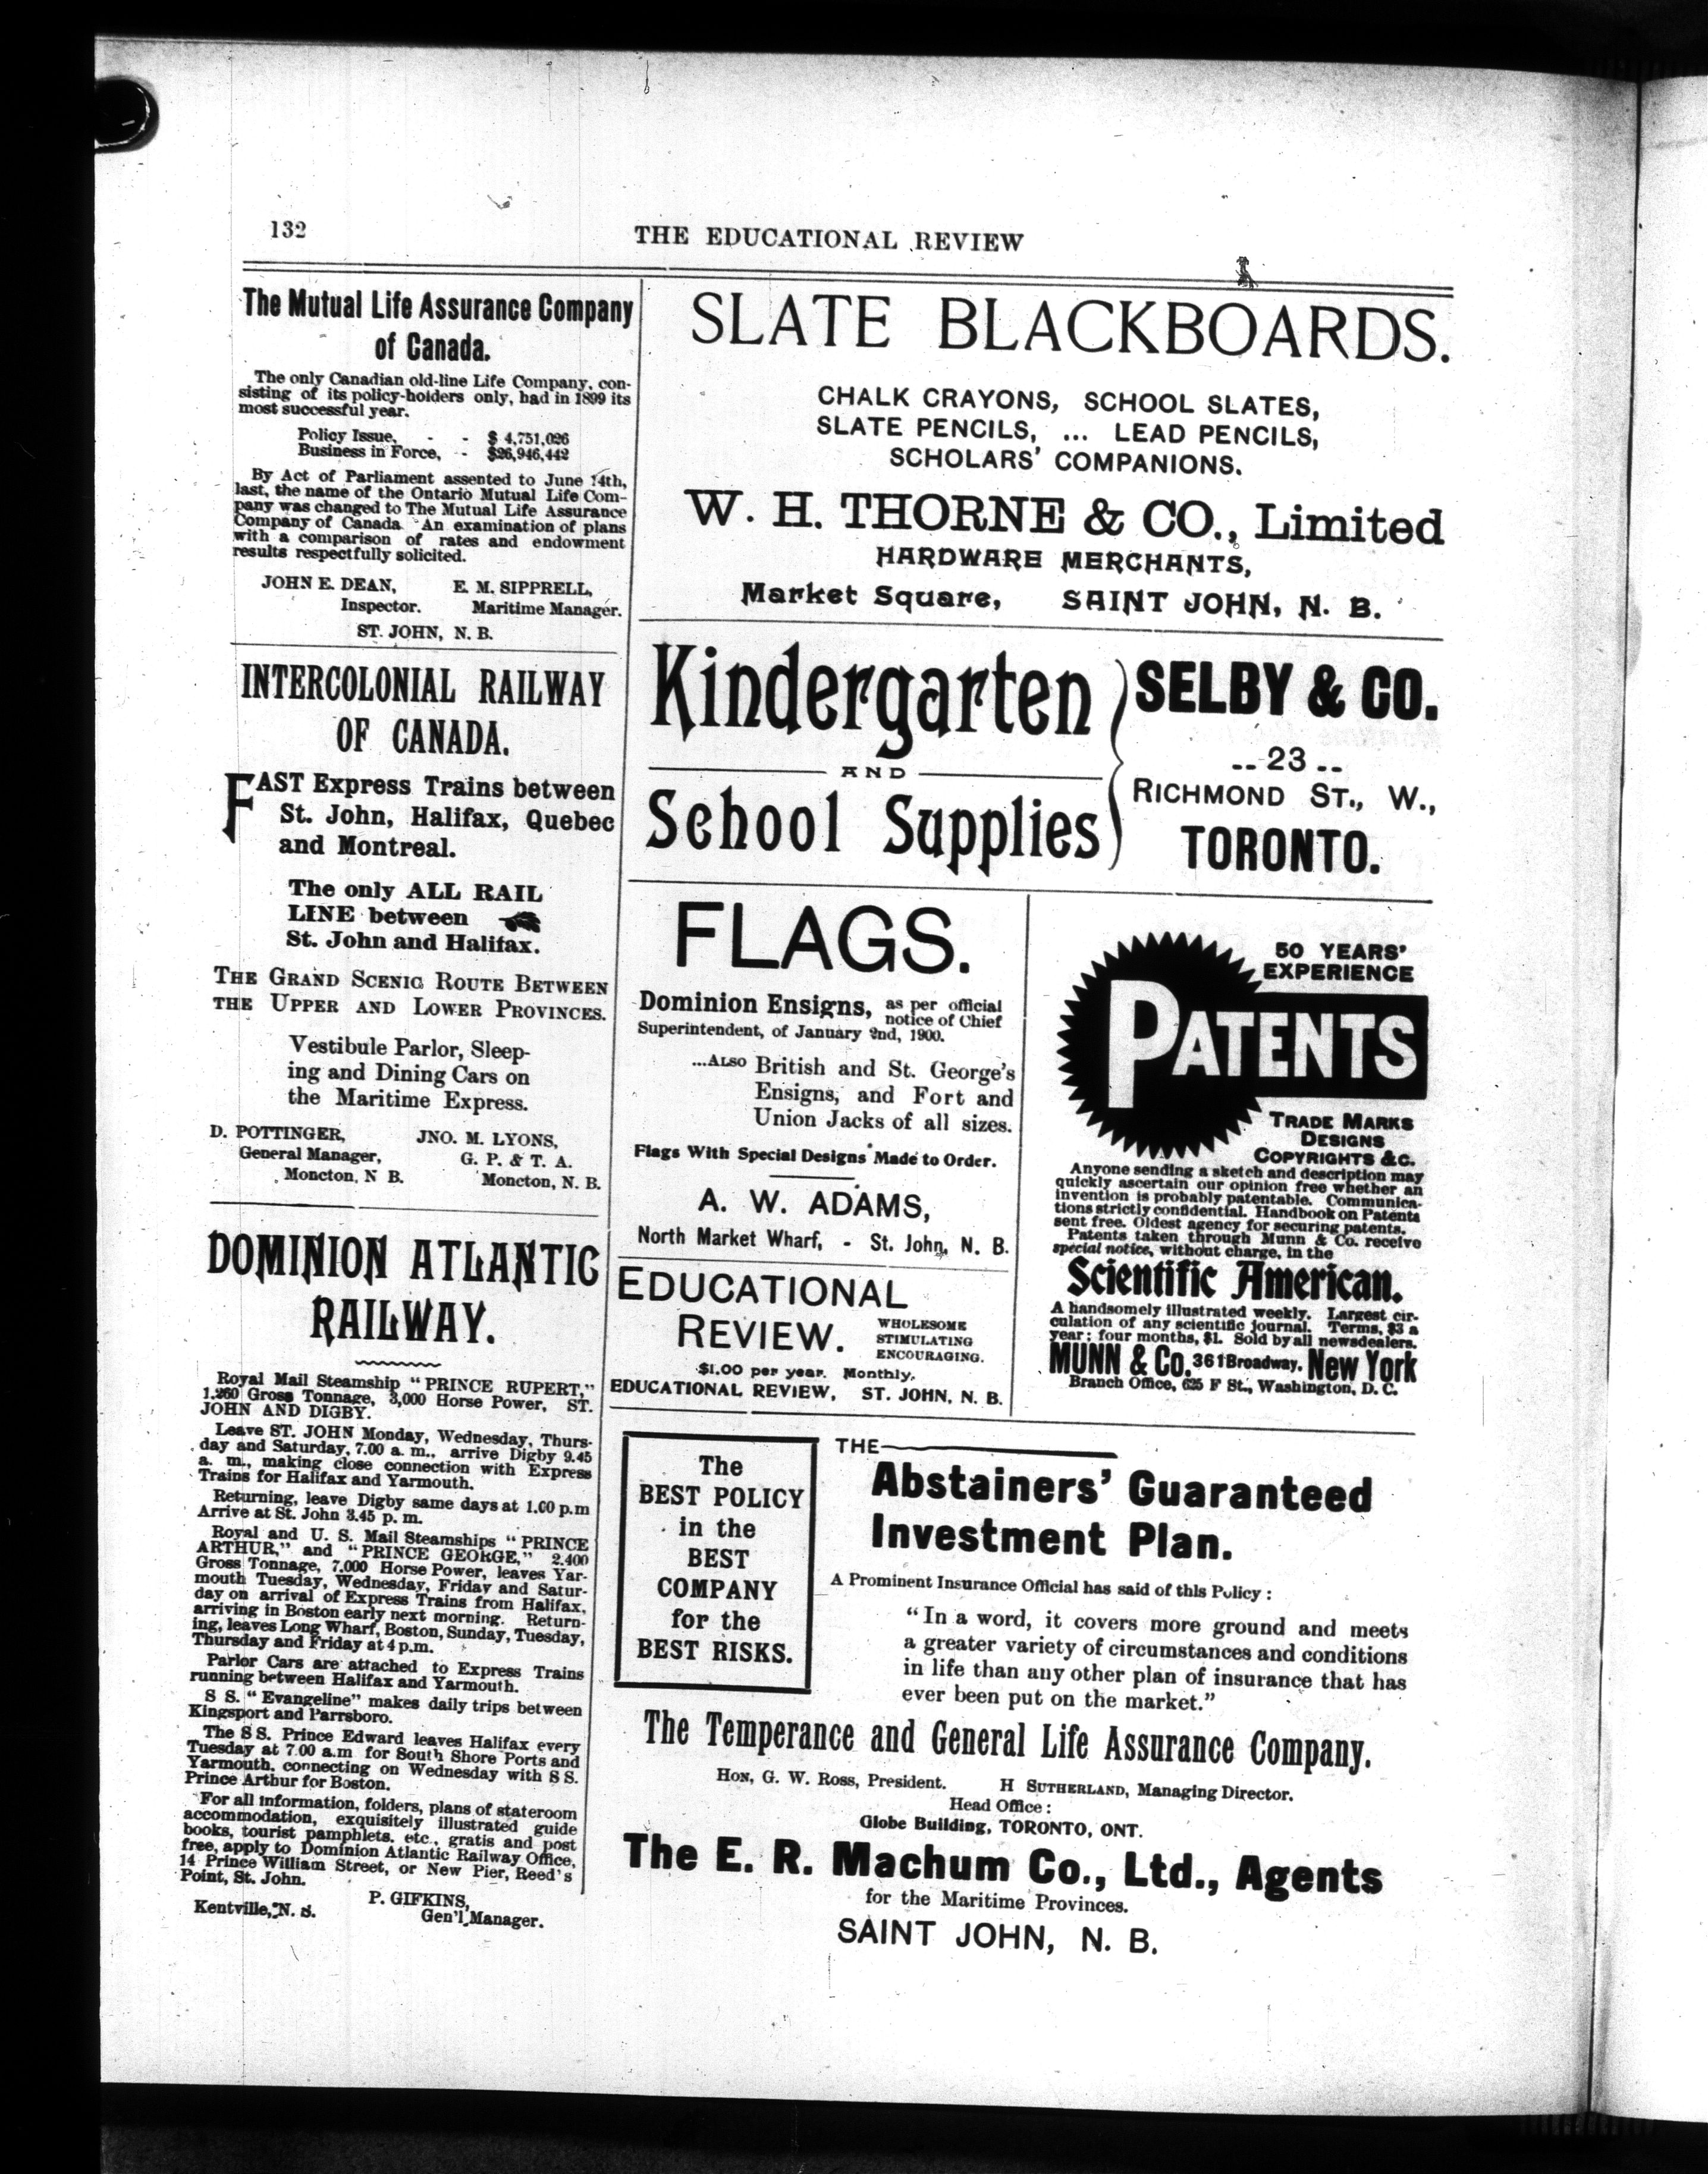 132
THE EDUCATIONAL REVIEW
The Mutual Life Assurance Company
of Canada.
The only Canadian old-line Life Company, con-
sisting of its policy-holders only, had in 1899 its
most successful year.
Policy Issue, - - $ 4,751,026
Business in Force, - $26,946,442
By Act of Parliament assented to June 14th,
last, the name of the Ontario Mutual Life Com-
pany was changed to The Mutual Life Assurance
Company of Canada. An examination of plans
with a comparison of rates and endowment
results respectfully solicited.
JOHN E. DEAN, E. M. SIPPRELL,
Inspector. Maritime Manager.
ST. JOHN, N. B.
INTERCOLONIAL RAILWAY
OF CANADA.
FAST Express Trains between
St. John, Halifax, Quebec
and Montreal.
The only ALL RAIL
LINE between
St. John and Halifax.
THE GRAND SCENIC ROUTE BETWEEN
THE UPPER AND LOWER PROVINCES.
Vestibule Parlor, Sleep-
ing and Dining Cars on
the Maritime Express.
D. POTTINGER, JNO. M. LYONS,
General Manager, G. P. & T. A.
Moncton, N B. Moncton, N. B.
DOMINION ATLANTIC
RAILWAY.
Royal Mail Steamship "PRINCE RUPERT,"
1,260 Gross Tonnage, 3,000 Horse Power, ST.
JOHN AND DIGBY.
Leave ST. JOHN Monday, Wednesday, Thurs-
day and Saturday, 7.00 a. m., arrive Digby 9.45
a. m., making close connection with Express
Trains for Halifax and Yarmouth.
Returning, leave Digby same days at 1.00 p.m
Arrive at St. John 3.45 p. m.
Royal and U. S. Mail Steamships "PRINCE
ARTHUR," and "PRINCE GEORGE," 2.400
Gross Tonnage, 7.000 Horse Power, leaves Yar-
mouth Tuesday, Wednesday, Friday and Satur-
day on arrival of Express Trains from Halifax,
arriving in Boston early next morning. Return-
ing, leaves Long Wharf, Boston, Sunday, Tuesday,
Thursday and Friday at 4 p.m.
Parlor Cars are attached to Express Trains
running between Halifax and Yarmouth.
S S. "Evangeline" makes daily trips between
Kingsport and Parrsboro.
The S S. Prince Edward leaves Halifax every
Tuesday at 7.00 a.m for South Shore Ports and
Yarmouth, connecting on Wednesday with S S.
Prince Arthur for Boston.
For all information, folders, plans of stateroom
accommodation, exquisitely illustrated guide
books, tourist pamphlets, etc., gratis and post
free, apply to Dominion Atlantic Railway Office,
14 Prince William Street, or New Pier, Reed's
Point, St. John.
P. GIFKINS,
Kentville, N. S. Gen'l Manager.
SLATE BLACKBOARDS.
CHALK CRAYONS, SCHOOL SLATES,
SLATE PENCILS, ... LEAD PENCILS,
SCHOLARS' COMPANIONS.
W. H. THORNE & CO., Limited
HARDWARE MERCHANTS,
Market Square, SAINT JOHN, N. B.
Kindergarten
AND
School Supplies
SELBY & CO.
..23..
RICHMOND ST., W.,
TORONTO.
FLAGS.
Dominion Ensigns, as per official
notice of Chief
Superintendent, of January 2nd, 1900.
...ALSO British and St. George's
Ensigns, and Fort and
Union Jacks of all sizes.
Flags With Special Designs Made to Order.
A. W. ADAMS,
North Market Wharf, - St. John, N. B.
EDUCATIONAL
REVIEW. WHOLESOME
STIMULATING
ENCOURAGING.
$1.00 per year. Monthly,
EDUCATIONAL REVIEW, ST. JOHN, N. B.
50 YEARS'
EXPERIENCE
PATENTS
TRADE MARKS
DESIGNS
COPYRIGHTS &C.
Anyone sending a sketch and description may
quickly ascertain our opinion free whether an
invention is probably patentable. Communica-
tions strictly confidential. Handbook on Patents
sent free. Oldest agency for securing patents.
Patents taken through Munn & Co. receive
special notice, without charge, in the
Scientific American.
A handsomely illustrated weekly. Largest cir-
culation of any scientific journal. Terms, $3 a
year; four months, $1. Sold by all newsdealers.
MUNN & Co. 361 Broadway, New York
Branch Office, 625 F St., Washington, D. C.
The
BEST POLICY
in the
BEST
COMPANY
for the
BEST RISKS.
THE
Abstainers' Guaranteed
Investment Plan.
A Prominent Insurance Official has said of this Policy:
"In a word, it covers more ground and meets
a greater variety of circumstances and conditions
in life than any other plan of insurance that has
ever been put on the market."
The Temperance and General Life Assurance Company.
HON, G. W. ROSS, President. H SUTHERLAND, Managing Director.
Head Office:
Globe Building, TORONTO, ONT.
The E. R. Machum Co., Ltd., Agents
for the Maritime Provinces.
SAINT JOHN, N. B.